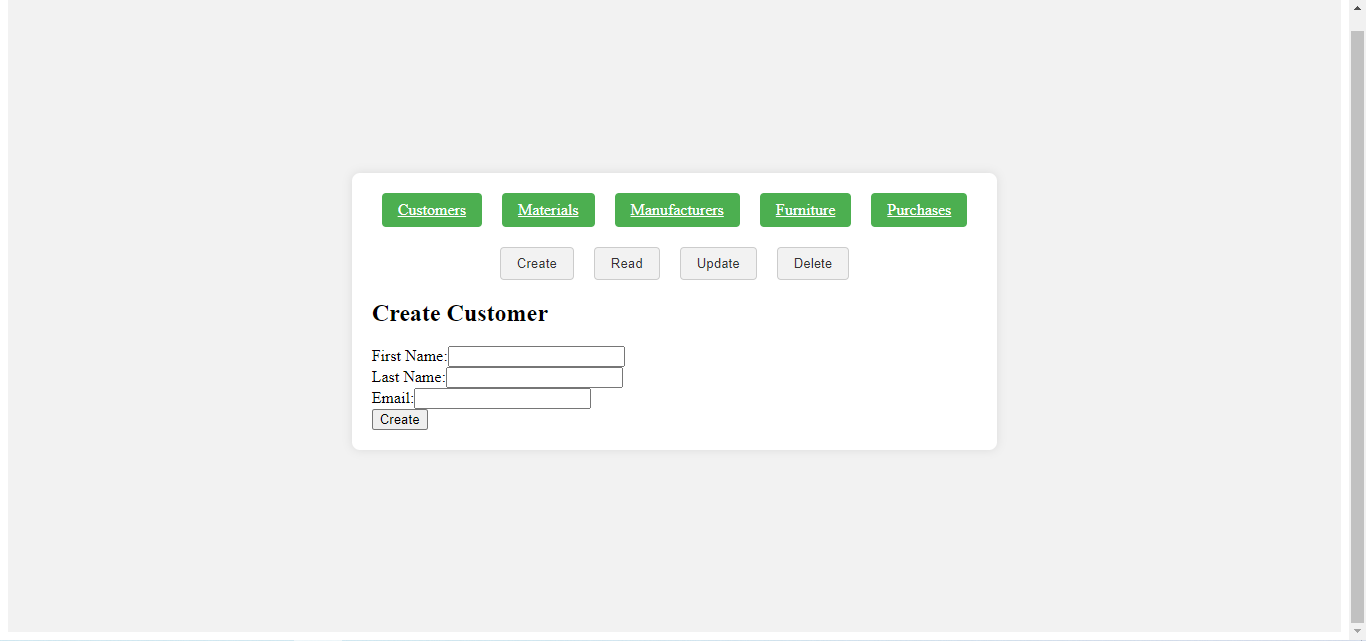 Customers Materials Manufacturers Furniture Purchases
Create Read Update Delete
Create Customer
First Name:
Last Name:
Email:
Create